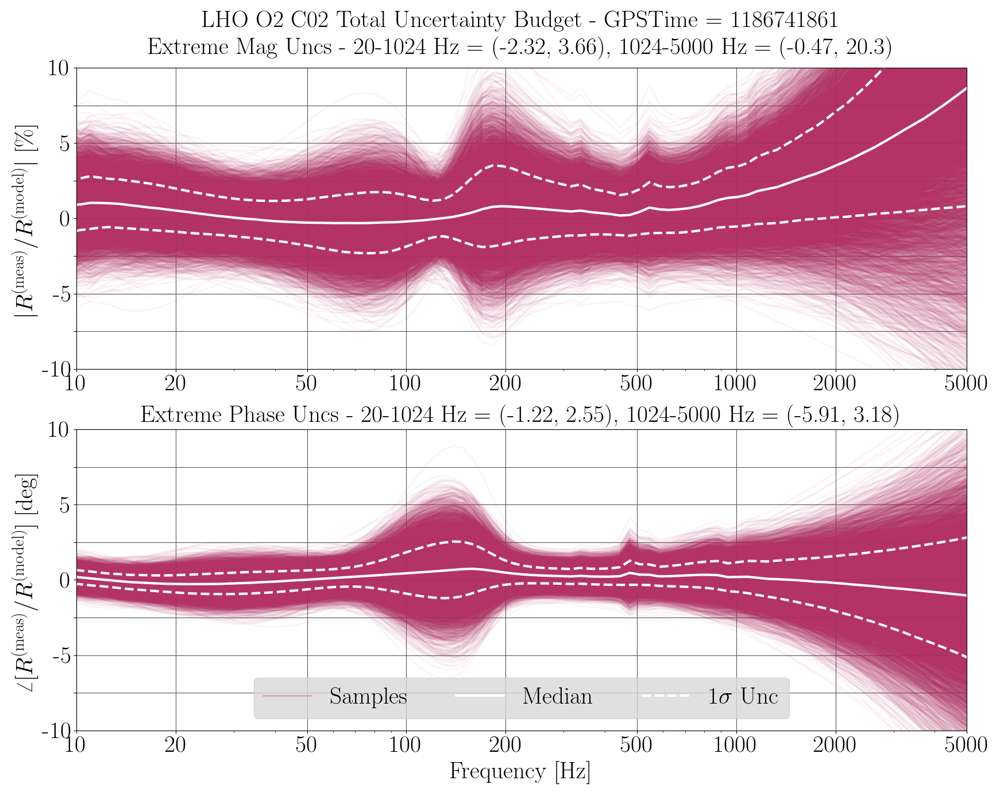 LHO O2 C02 Total Uncertainty Budget - GPSTime = 1186741861
Extreme Mag Uncs - 20-1024 Hz = (-2.32, 3.66), 1024-5000 Hz = (-0.47, 20.3)
|R^(meas)/R^(model)| [%]
10
5
0
-5
-10
10 20 50 100 200 500 1000 2000 5000
Extreme Phase Uncs - 20-1024 Hz = (-1.22, 2.55), 1024-5000 Hz = (-5.91, 3.18)
∠[R^(meas)/R^(model)] [deg]
10
5
0
-5
-10
Samples Median 1σ Unc
10 20 50 100 200 500 1000 2000 5000
Frequency [Hz]